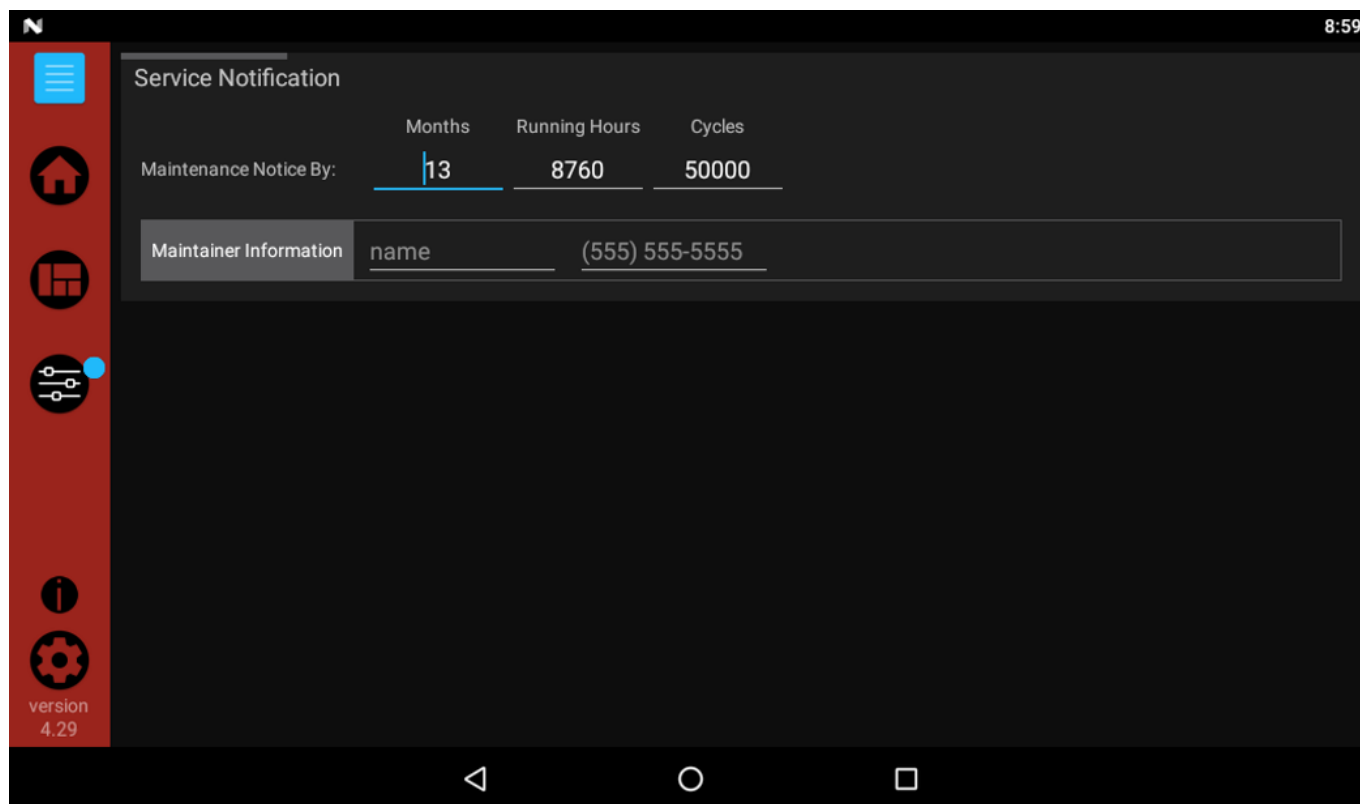 8:59
Service Notification
Months Running Hours Cycles
Maintenance Notice By: 13 8760 50000
Maintainer Information name (555) 555-5555
version
4.29